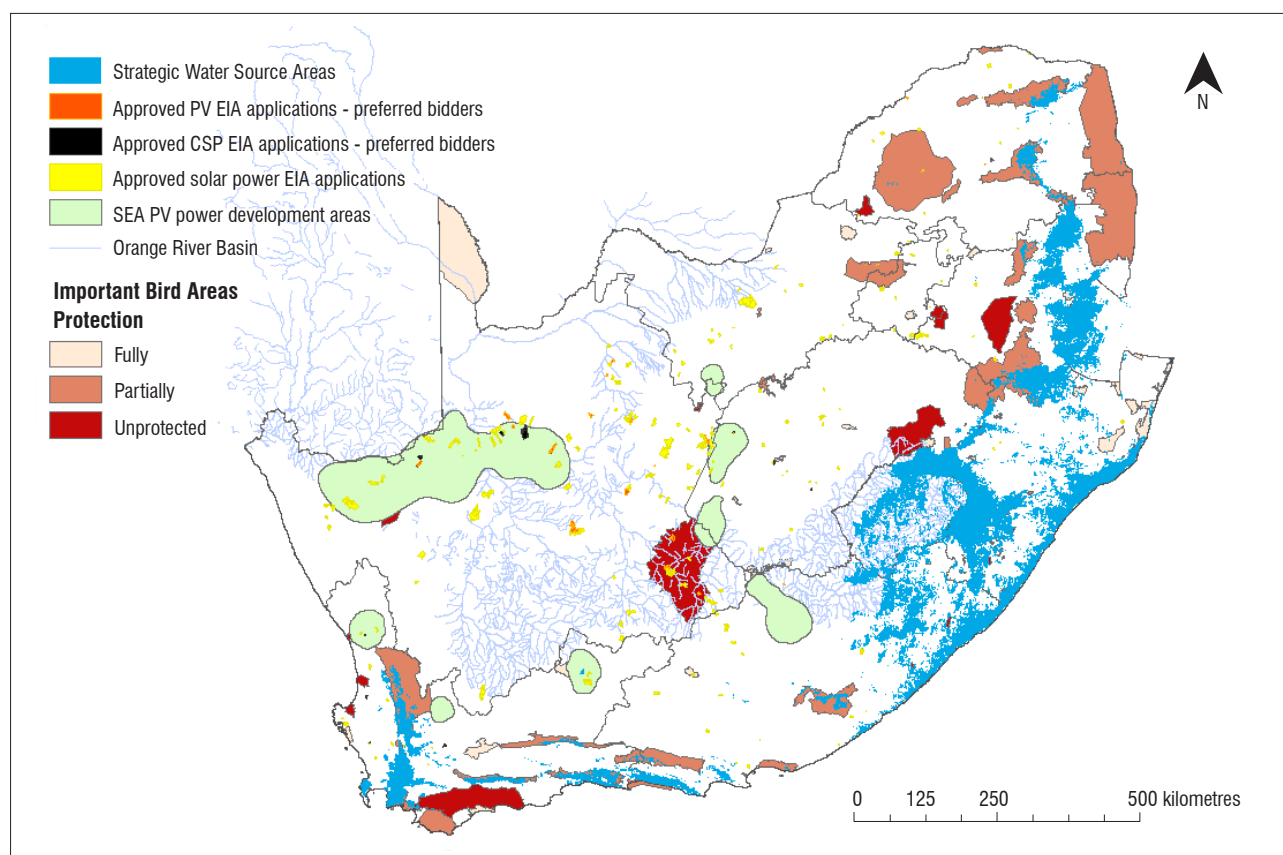 Strategic Water Source Areas
Approved PV EIA applications - preferred bidders
Approved CSP EIA applications - preferred bidders
Approved solar power EIA applications
SEA PV power development areas
Orange River Basin
Important Bird Areas
Protection
Fully
Partially
Unprotected
N
0 125 250 500 kilometres